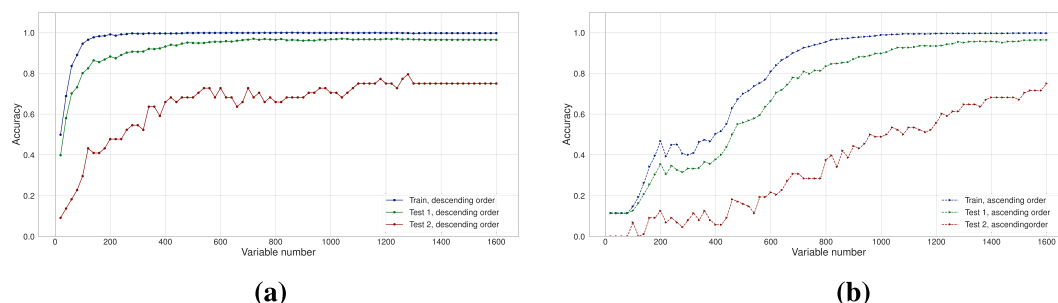 1.0
0.8
0.6
0.4
0.2
0.0
Accuracy
0 200 400 600 800 1000 1200 1400 1600
Variable number
Train, descending order
Test 1, descending order
Test 2, descending order
(a)
1.0
0.8
0.6
0.4
0.2
0.0
Accuracy
0 200 400 600 800 1000 1200 1400 1600
Variable number
Train, ascending order
Test 1, ascending order
Test 2, ascendingorder
(b)